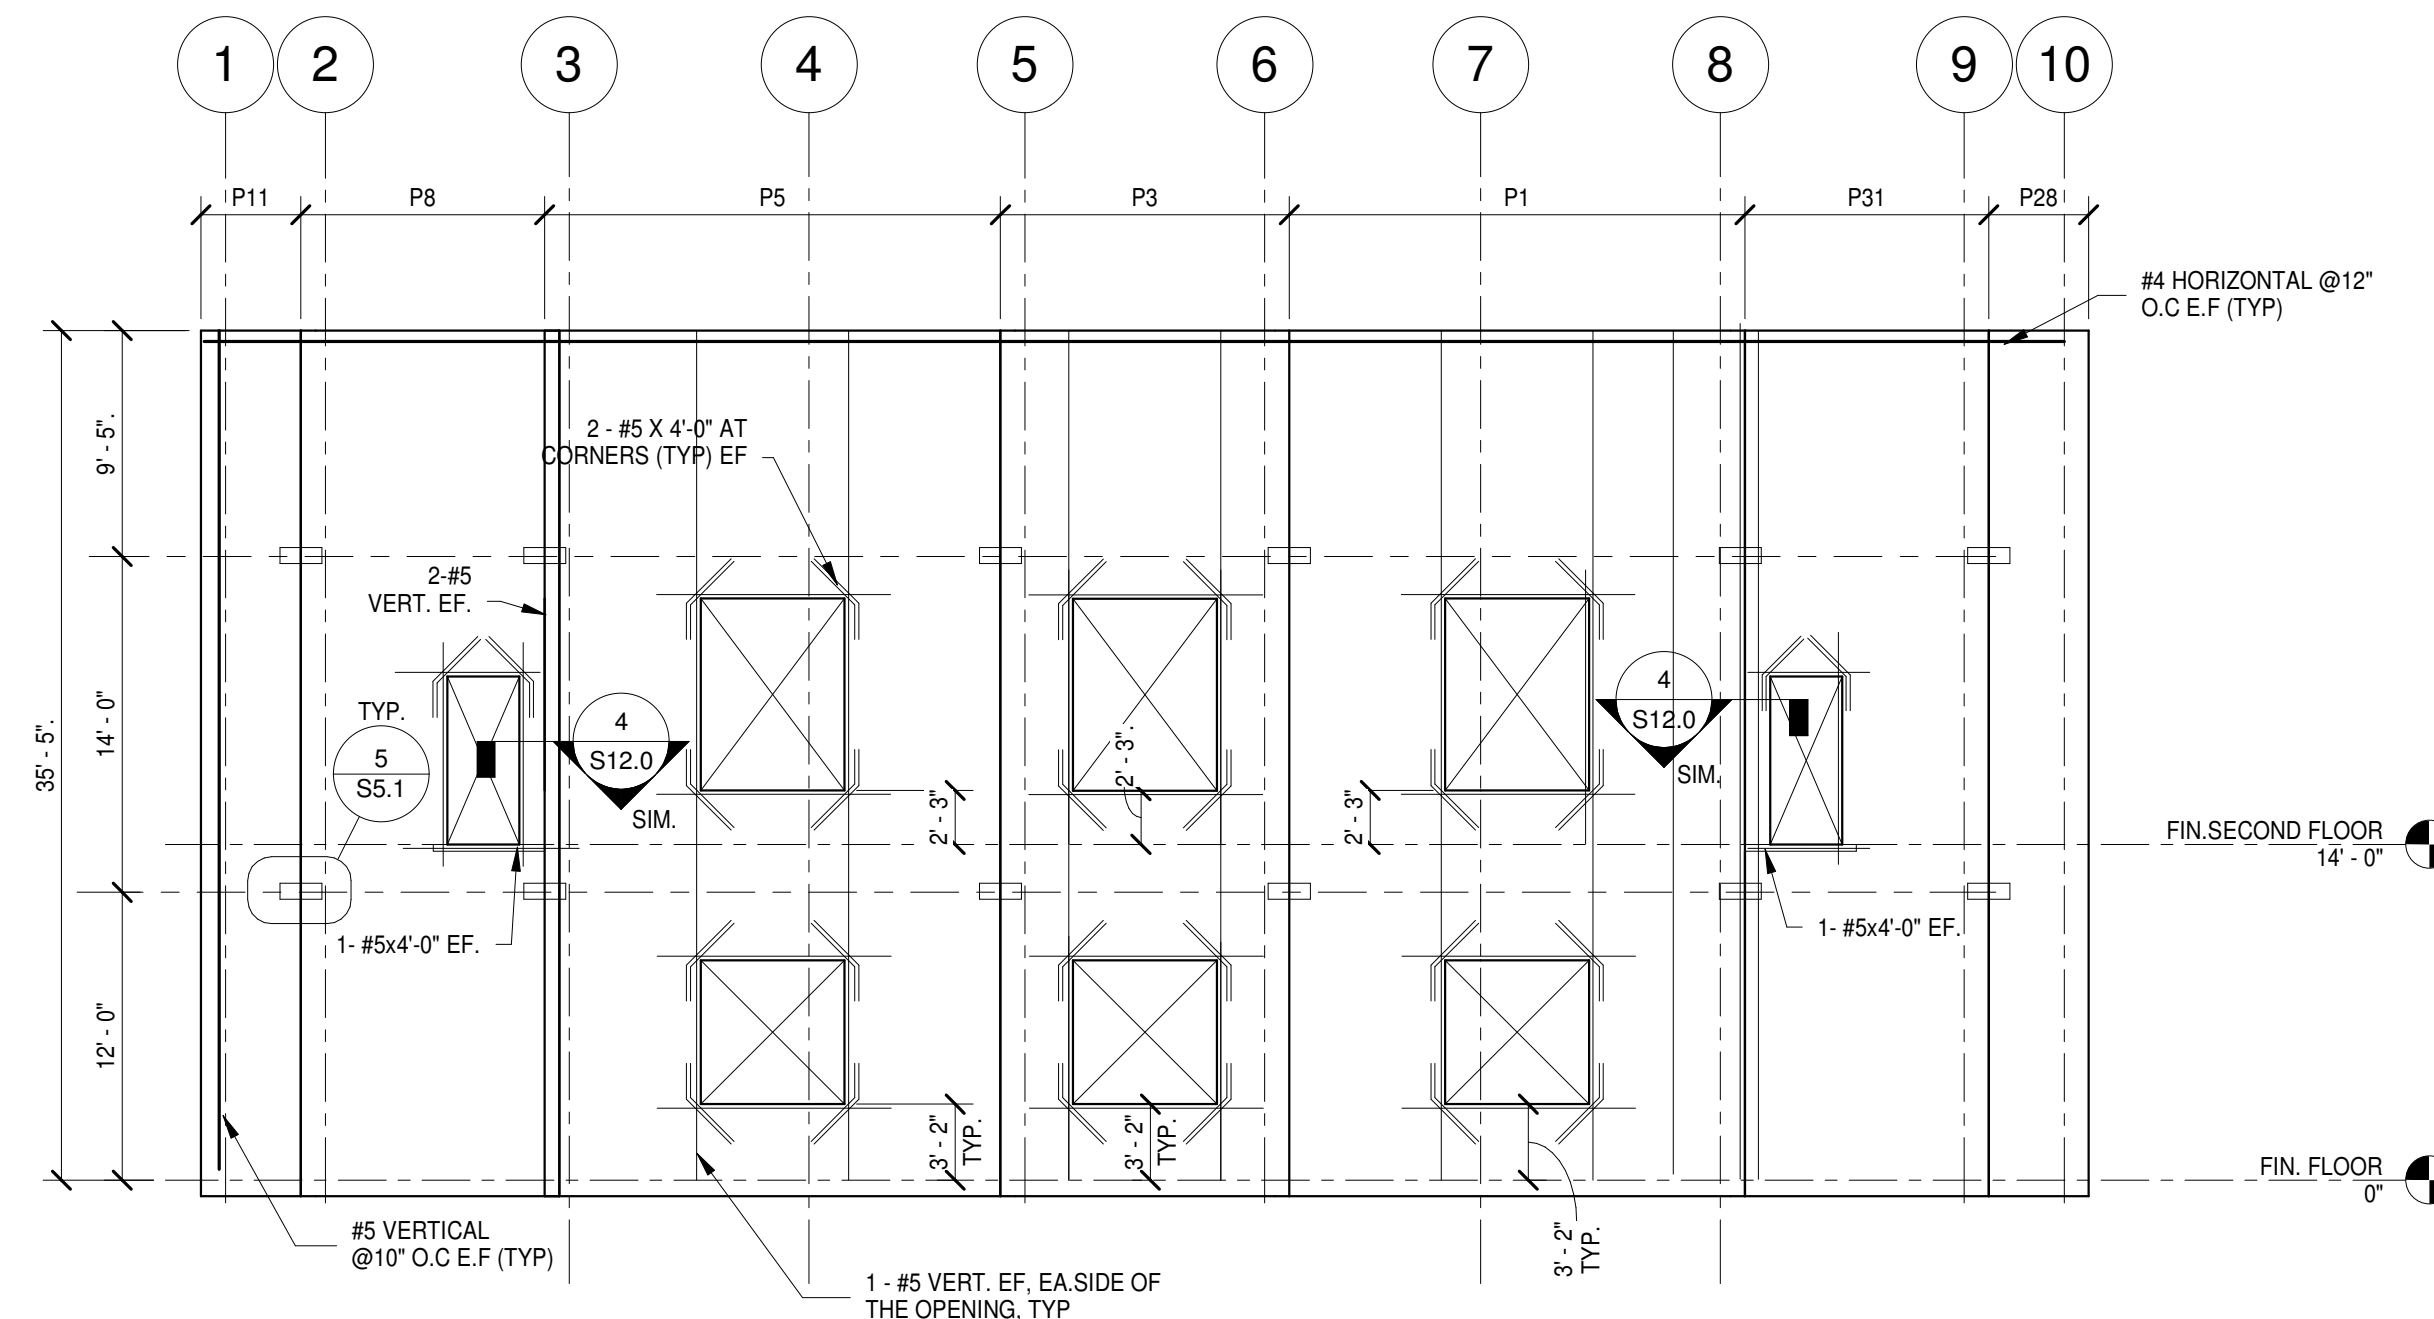 1 2 3 4 5 6 7 8 9 10
P11 P8 P5 P3 P1 P31 P28
#4 HORIZONTAL @12"
O.C E.F (TYP)
9' - 5".
2 - #5 X 4'-0" AT
CORNERS (TYP) EF
2-#5
VERT. EF.
35' - 5".
14' - 0"
TYP.
5
S5.1
4
S12.0
SIM.
4
S12.0
SIM.
2' - 3"
2' - 3".
2' - 3"
FIN.SECOND FLOOR
14' - 0"
1- #5x4'-0" EF.
1- #5x4'-0" EF.
12' - 0"
3' - 2"
TYP.
3' - 2"
TYP.
3' - 2"
TYP.
FIN. FLOOR
0"
#5 VERTICAL
@10" O.C E.F (TYP)
1 - #5 VERT. EF, EA.SIDE OF
THE OPENING, TYP